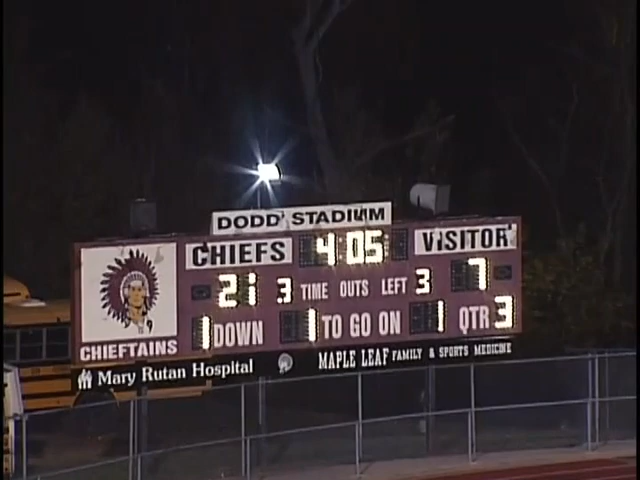 DODD STADIUM
CHIEFS 4:05 VISITOR
21 3 TIME OUTS LEFT 3 7
1 DOWN 1 TO GO ON 1 QTR 3
CHIEFTAINS
Mary Rutan Hospital MAPLE LEAF FAMILY & SPORTS MEDICINE